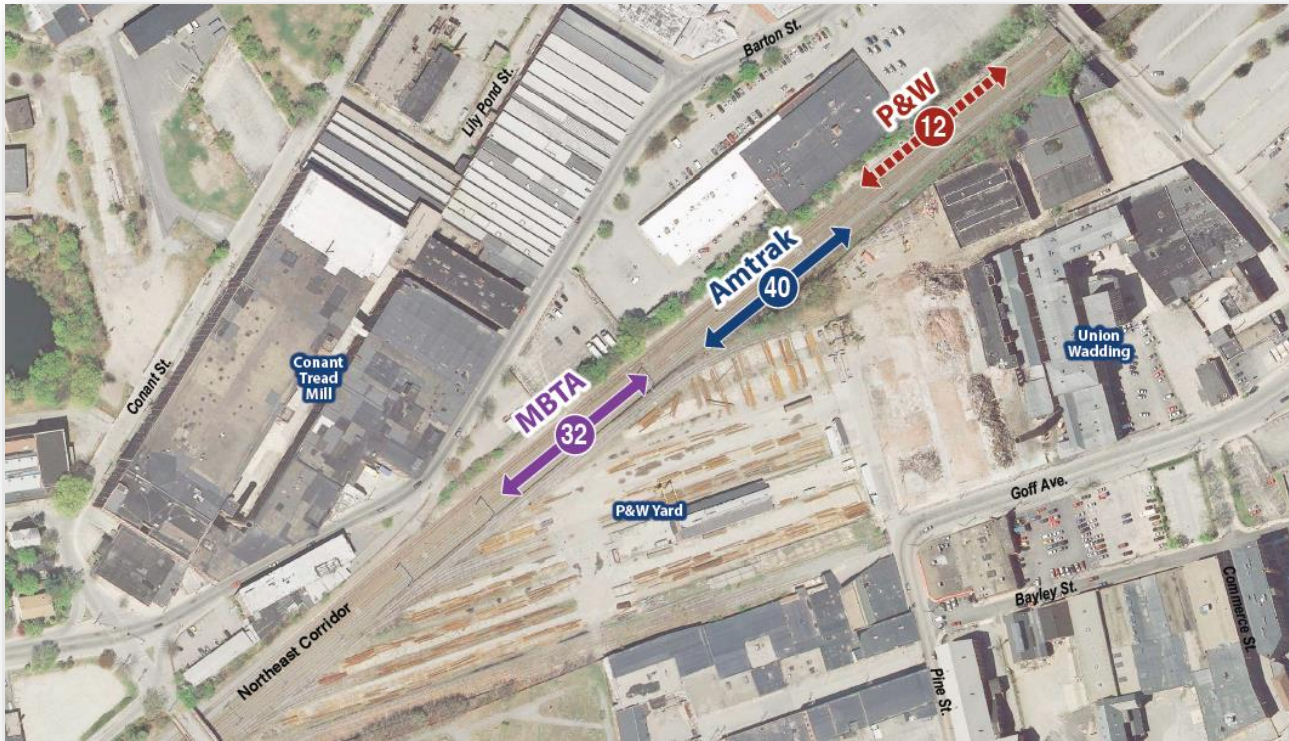 Barton St.
Lily Pond St.
P&W
12
Amtrak
40
Conant St.
Conant
Tread
Mill
Union
Wadding
MBTA
32
P&W Yard
Goff Ave.
Bayley St.
Commerce St.
Northeast Corridor
Pine St.